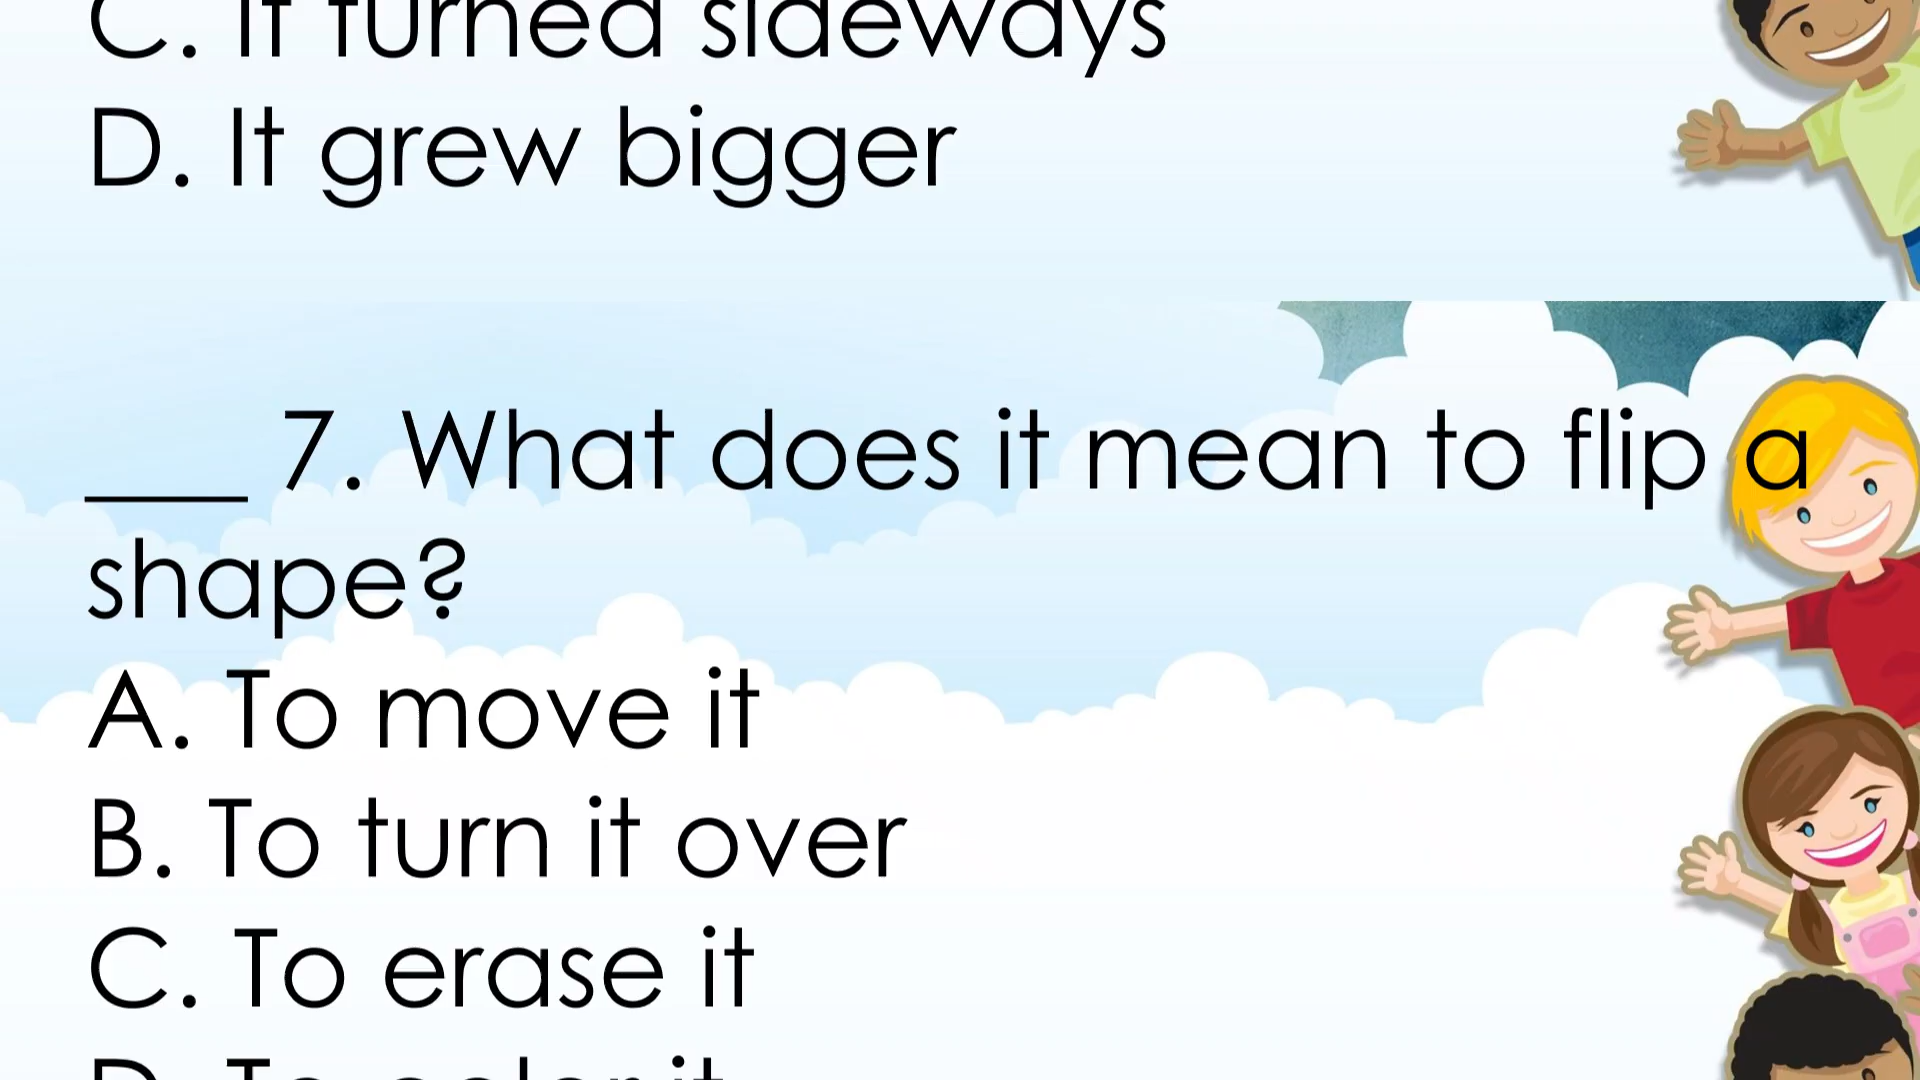 C. It turned sideways
D. It grew bigger
___ 7. What does it mean to flip a
shape?
A. To move it
B. To turn it over
C. To erase it
D. To color it